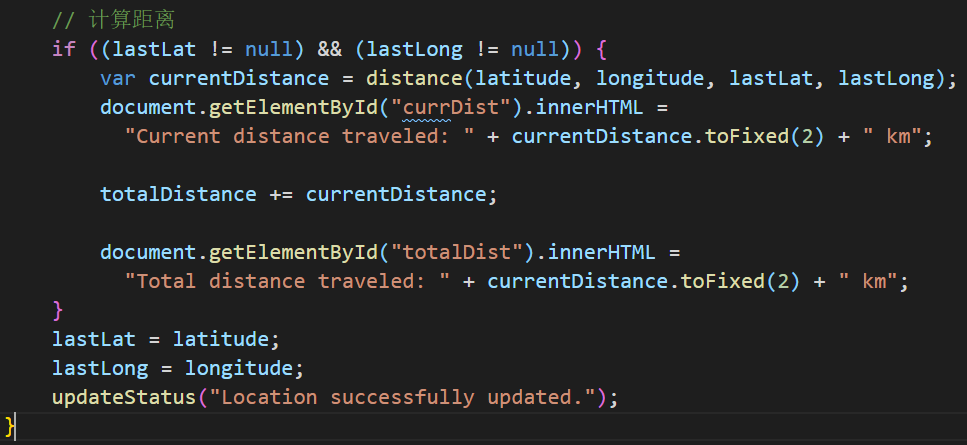 // 计算距离
if ((lastLat != null) && (lastLong != null)) {
var currentDistance = distance(latitude, longitude, lastLat, lastLong);
document.getElementById("currDist").innerHTML =
"Current distance traveled: " + currentDistance.toFixed(2) + " km";
totalDistance += currentDistance;
document.getElementById("totalDist").innerHTML =
"Total distance traveled: " + currentDistance.toFixed(2) + " km";
}
lastLat = latitude;
lastLong = longitude;
updateStatus("Location successfully updated.");
}